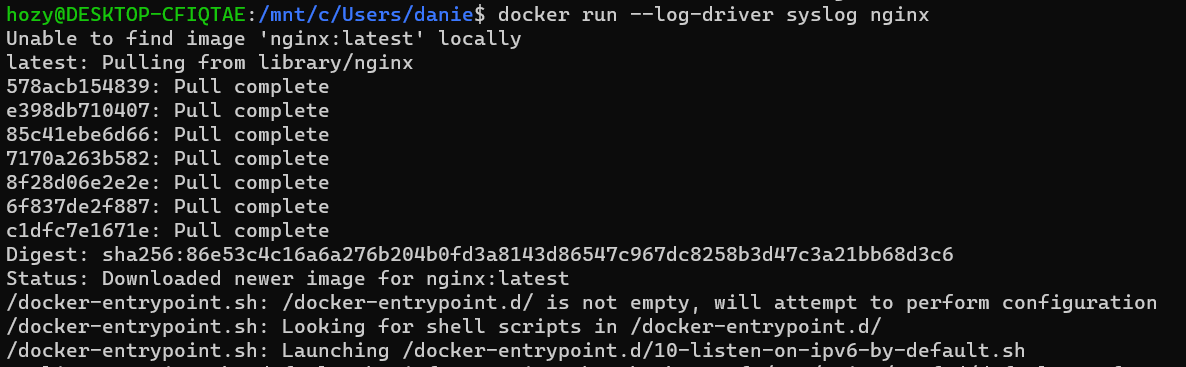 hozy@DESKTOP-CFIQTAE:/mnt/c/Users/danie$ docker run --log-driver syslog nginx
Unable to find image 'nginx:latest' locally
latest: Pulling from library/nginx
578acb154839: Pull complete
e398db710407: Pull complete
85c41ebe6d66: Pull complete
7170a263b582: Pull complete
8f28d06e2e2e: Pull complete
6f837de2f887: Pull complete
c1dfc7e1671e: Pull complete
Digest: sha256:86e53c4c16a6a276b204b0fd3a8143d86547c967dc8258b3d47c3a21bb68d3c6
Status: Downloaded newer image for nginx:latest
/docker-entrypoint.sh: /docker-entrypoint.d/ is not empty, will attempt to perform configuration
/docker-entrypoint.sh: Looking for shell scripts in /docker-entrypoint.d/
/docker-entrypoint.sh: Launching /docker-entrypoint.d/10-listen-on-ipv6-by-default.sh